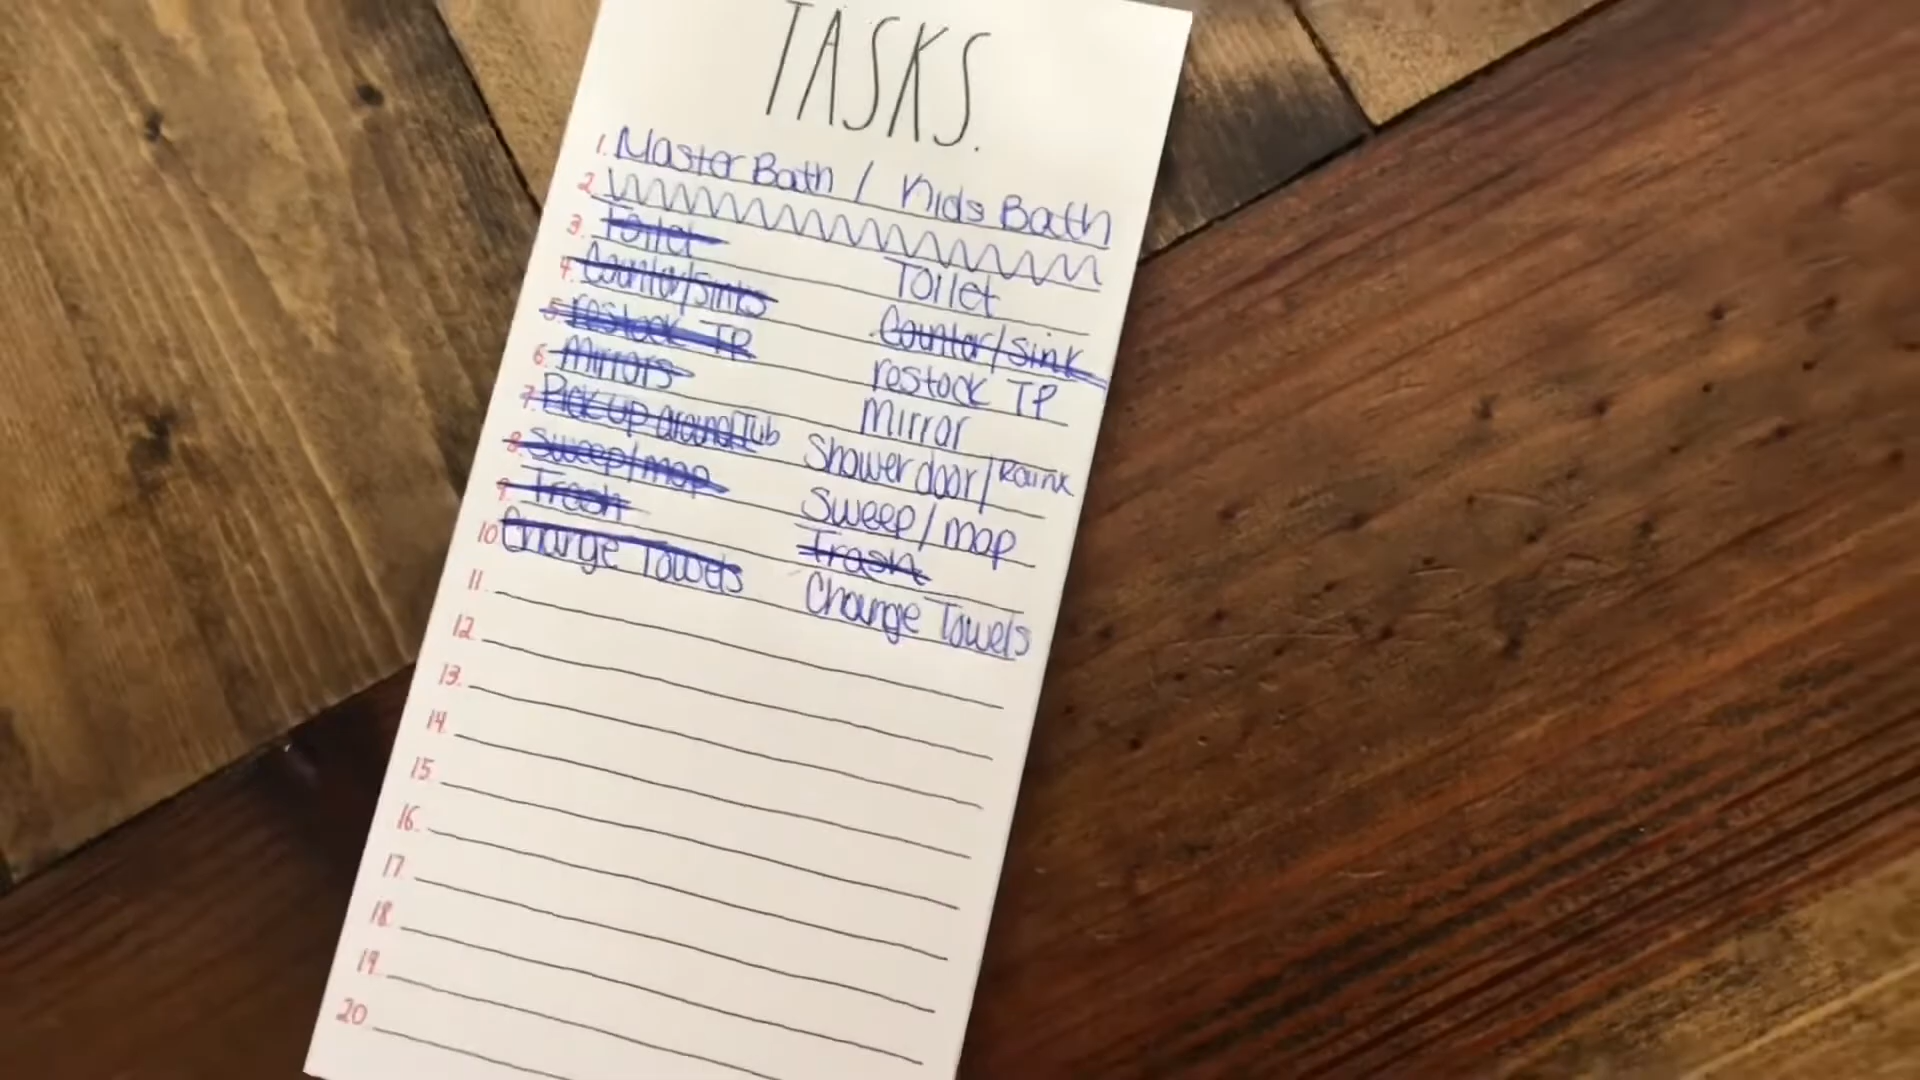 TASKS.
1. Master Bath / Kids Bath
2.
3. Toilet Toilet
4. Counter/sinks Counter/sink
5. restock TP restock TP
6. Mirrors Mirror
7. Pick up around Tub Shower door/
8. Sweep/mop Sweep/mop
9. Trash Trash
10 Change Towels Change Towels
11.
12.
13.
14.
15.
16.
17.
18.
19.
20.